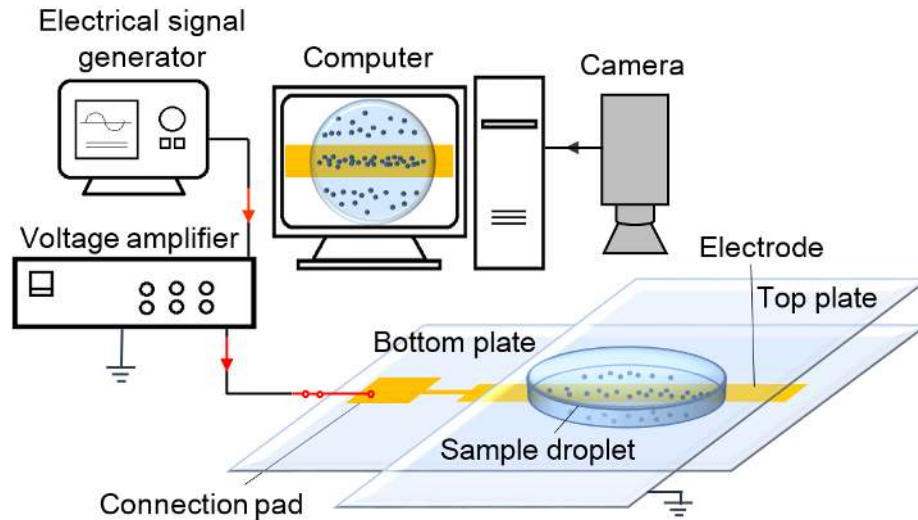 Electrical signal
generator
Computer
Camera
Voltage amplifier
Electrode
Top plate
Bottom plate
Sample droplet
Connection pad